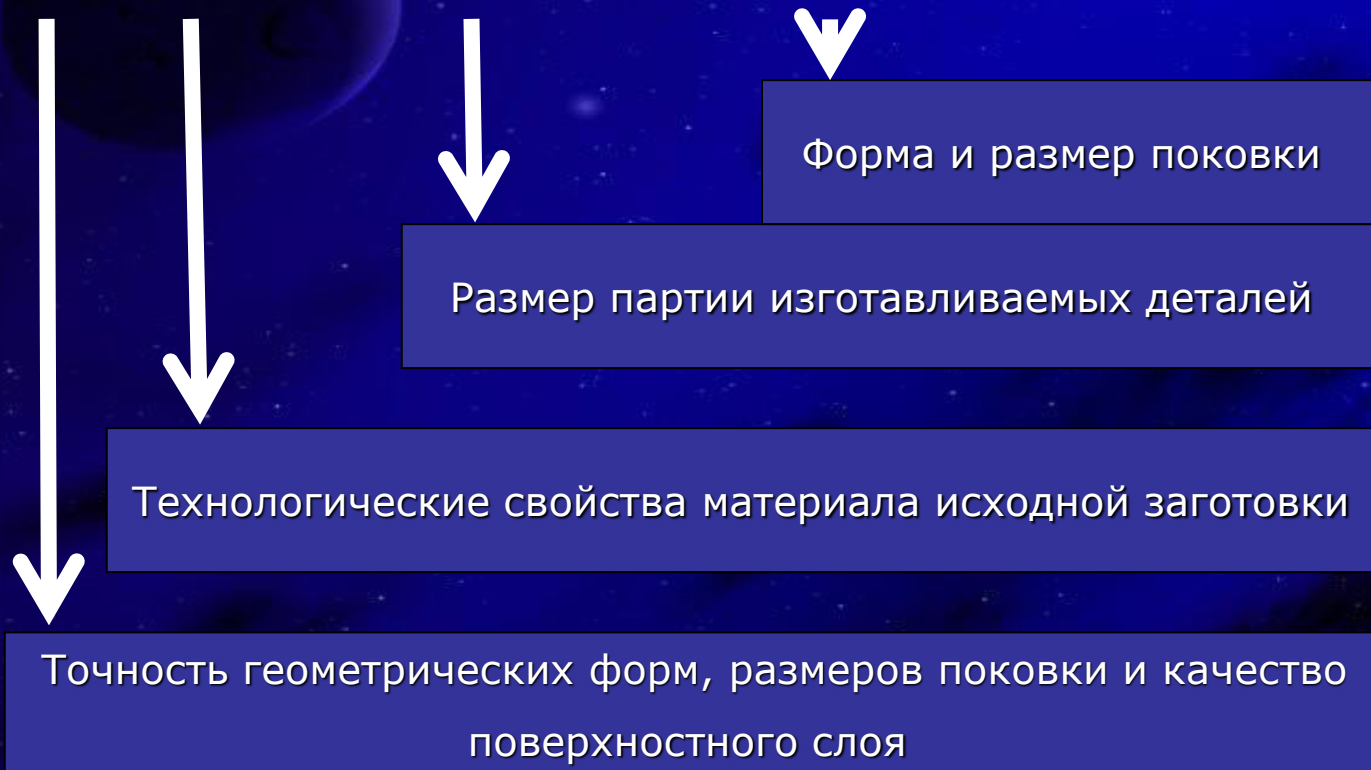 Форма и размер поковки
Размер партии изготавливаемых деталей
Технологические свойства материала исходной заготовки
Точность геометрических форм, размеров поковки и качество
поверхностного слоя